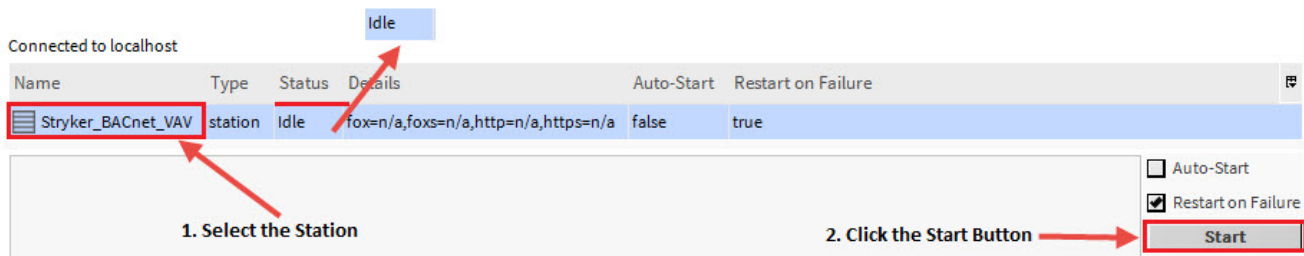 Idle
Connected to localhost
Name Type Status Details Auto-Start Restart on Failure
Stryker_BACnet_VAV station Idle fox=n/a,foxs=n/a,http=n/a,https=n/a false true
Auto-Start
Restart on Failure
1. Select the Station 2. Click the Start Button Start